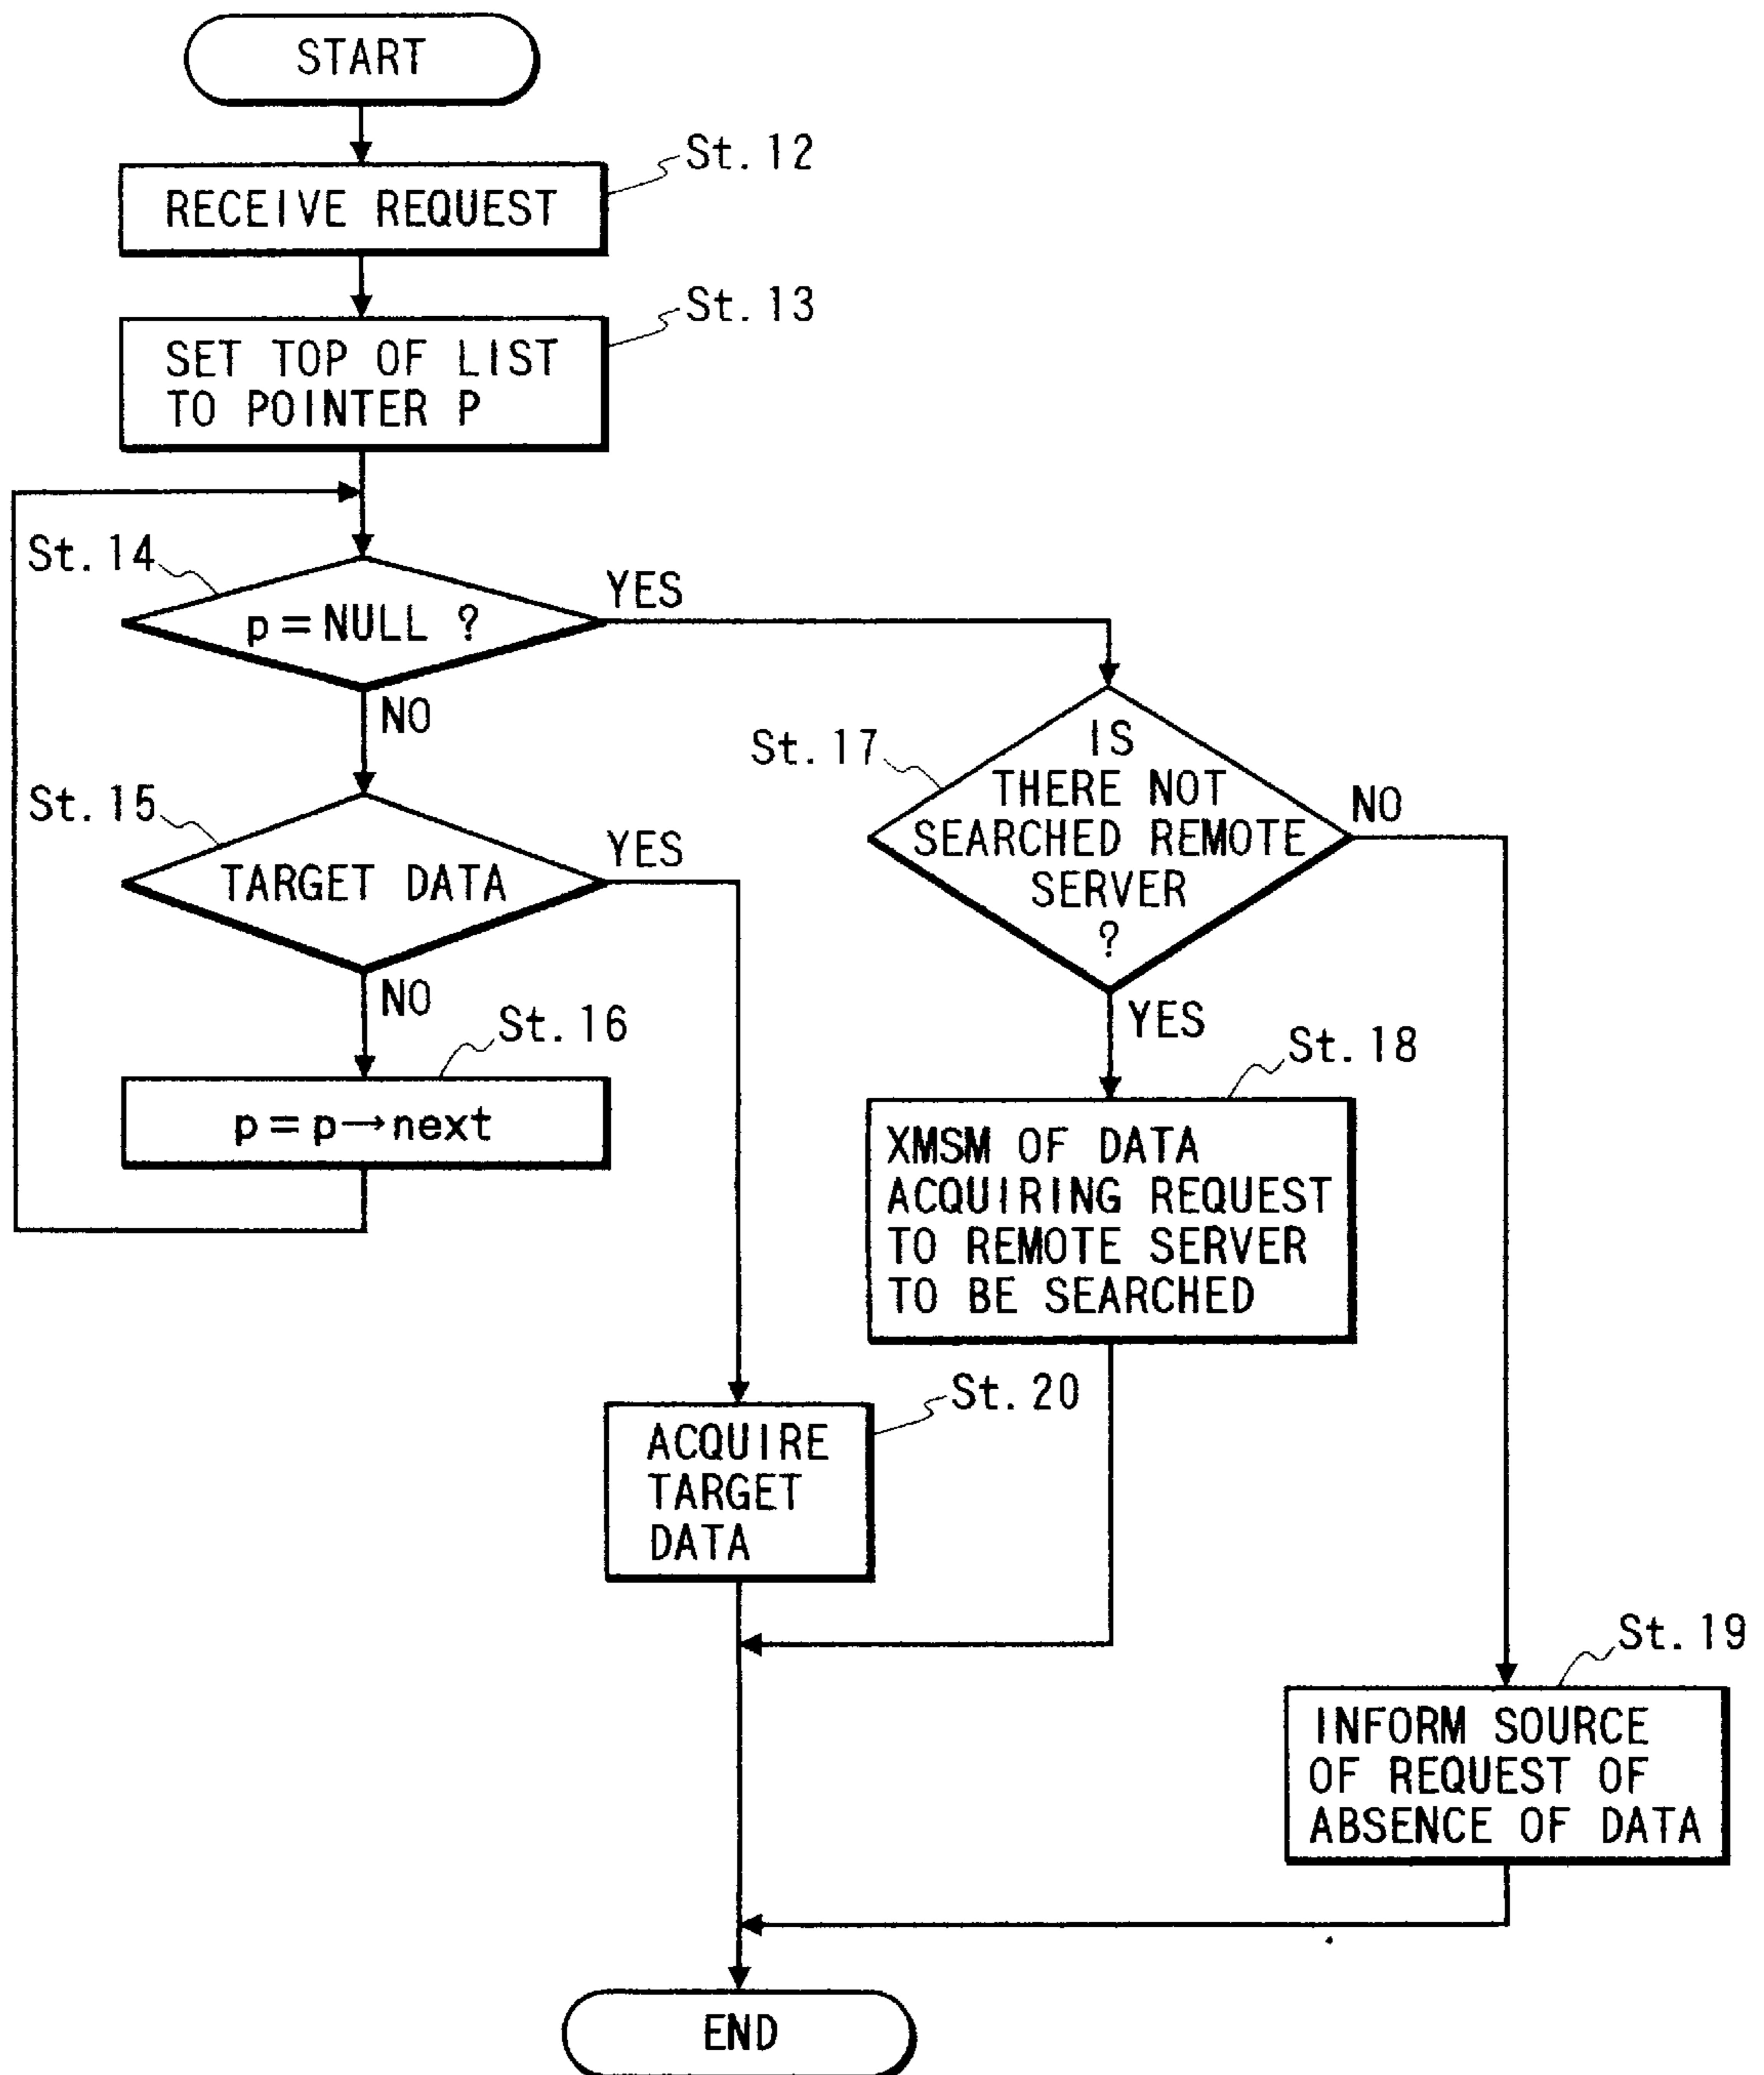 START
St.12
RECEIVE REQUEST
St.13
SET TOP OF LIST
TO POINTER P
St.14
p=NULL ?
YES
NO
St.15
TARGET DATA
YES
NO
St.16
p=p→next
St.17
IS
THERE NOT
SEARCHED REMOTE
SERVER
?
NO
YES
St.18
XMSM OF DATA
ACQUIRING REQUEST
TO REMOTE SERVER
TO BE SEARCHED
St.20
ACQUIRE
TARGET
DATA
St.19
INFORM SOURCE
OF REQUEST OF
ABSENCE OF DATA
END